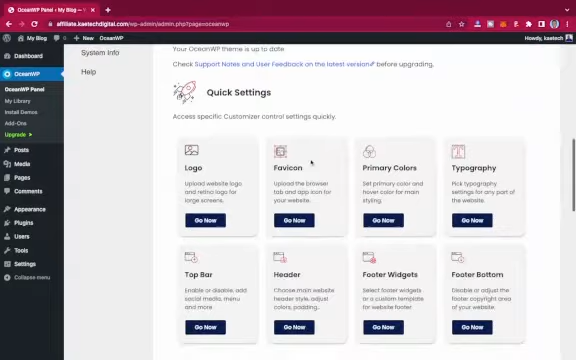 OceanWP Panel ‹ My Blog — W
affiliate.kaetechdigital.com/wp-admin/admin.php?page=oceanwp
My Blog
0
New
OceanWP
Howdy, kaetech
Dashboard
OceanWP
OceanWP Panel
My Library
Install Demos
Add-Ons
Upgrade
Posts
Media
Pages
Comments
Appearance
Plugins
Users
Tools
Settings
Collapse menu
System Info
Help
Your OceanWP theme is up to date
Check Support Notes and User Feedback on the latest version before upgrading.
Quick Settings
Access specific Customizer control settings quickly.
Logo
Upload website logo
and retina logo for
large screens.
Go Now
Favicon
Upload the browser
tab and app icon for
your website.
Go Now
Primary Colors
Set primary color and
hover color for main
styling.
Go Now
Typography
Pick typography
settings for any part of
the website.
Go Now
Top Bar
Enable or disable, add
social media, menu
and more.
Go Now
Header
Choose main website
header style, adjust
colors, padding...
Go Now
Footer Widgets
Select footer widgets
or a custom template
for website footer
Go Now
Footer Bottom
Disable or adjust the
footer copyright area
of your website.
Go Now